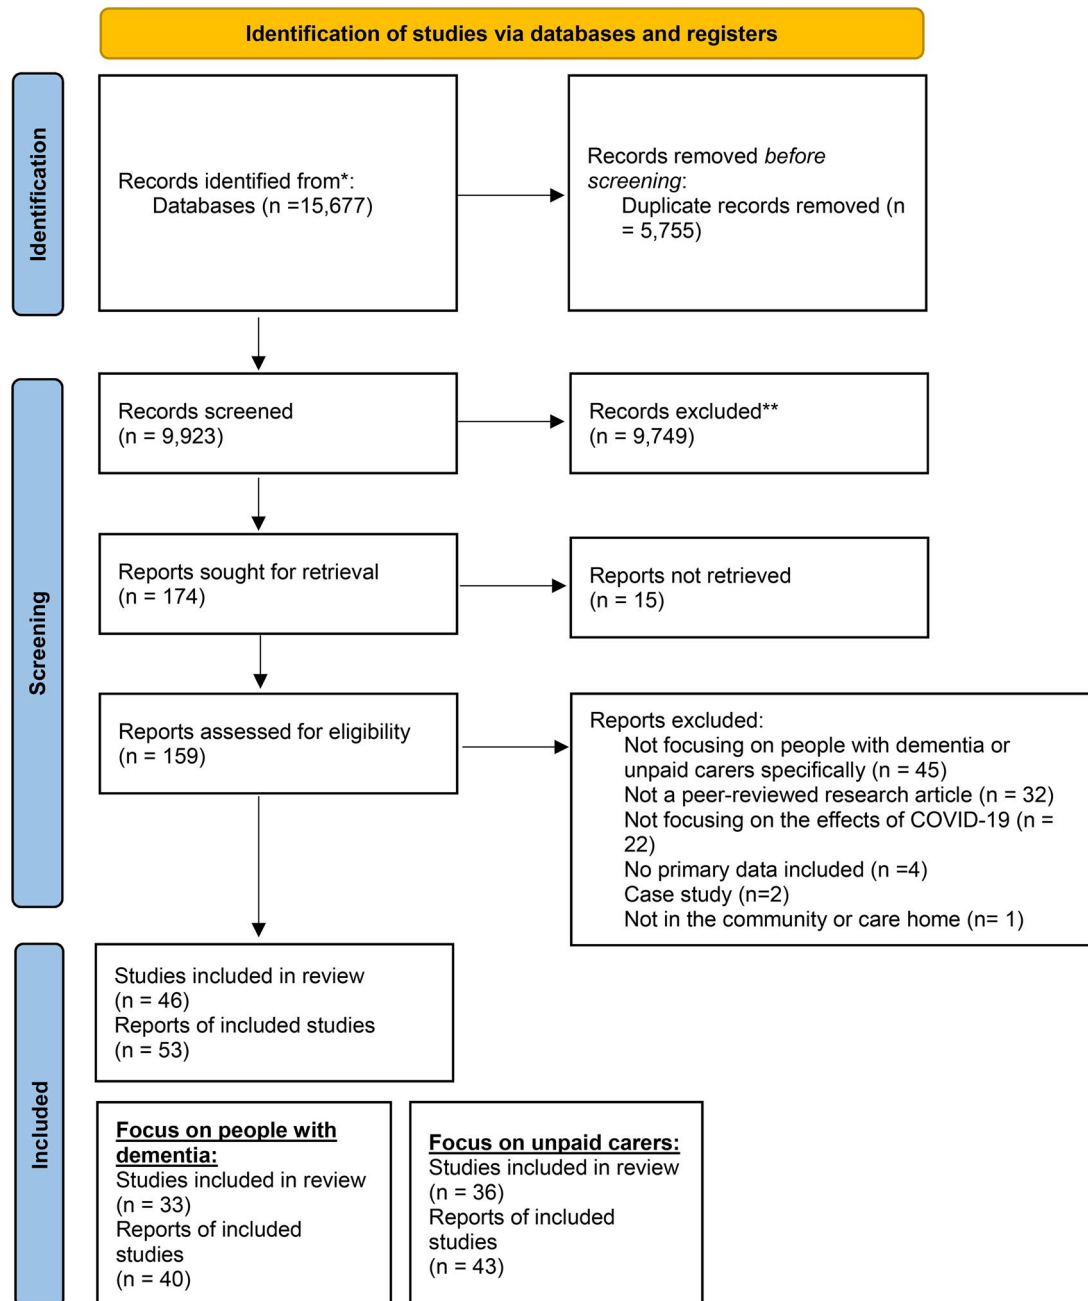 Identification of studies via databases and registers
Identification
Records identified from*:
Databases (n =15,677)
Records removed before
screening:
Duplicate records removed (n
= 5,755)
Screening
Records screened
(n = 9,923)
Records excluded**
(n = 9,749)
Reports sought for retrieval
(n = 174)
Reports not retrieved
(n = 15)
Reports assessed for eligibility
(n = 159)
Reports excluded:
Not focusing on people with dementia or
unpaid carers specifically (n = 45)
Not a peer-reviewed research article (n = 32)
Not focusing on the effects of COVID-19 (n =
22)
No primary data included (n =4)
Case study (n=2)
Not in the community or care home (n= 1)
Included
Studies included in review
(n = 46)
Reports of included studies
(n = 53)
Focus on people with
dementia:
Studies included in review
(n = 33)
Reports of included
studies
(n = 40)
Focus on unpaid carers:
Studies included in review
(n = 36)
Reports of included
studies
(n = 43)